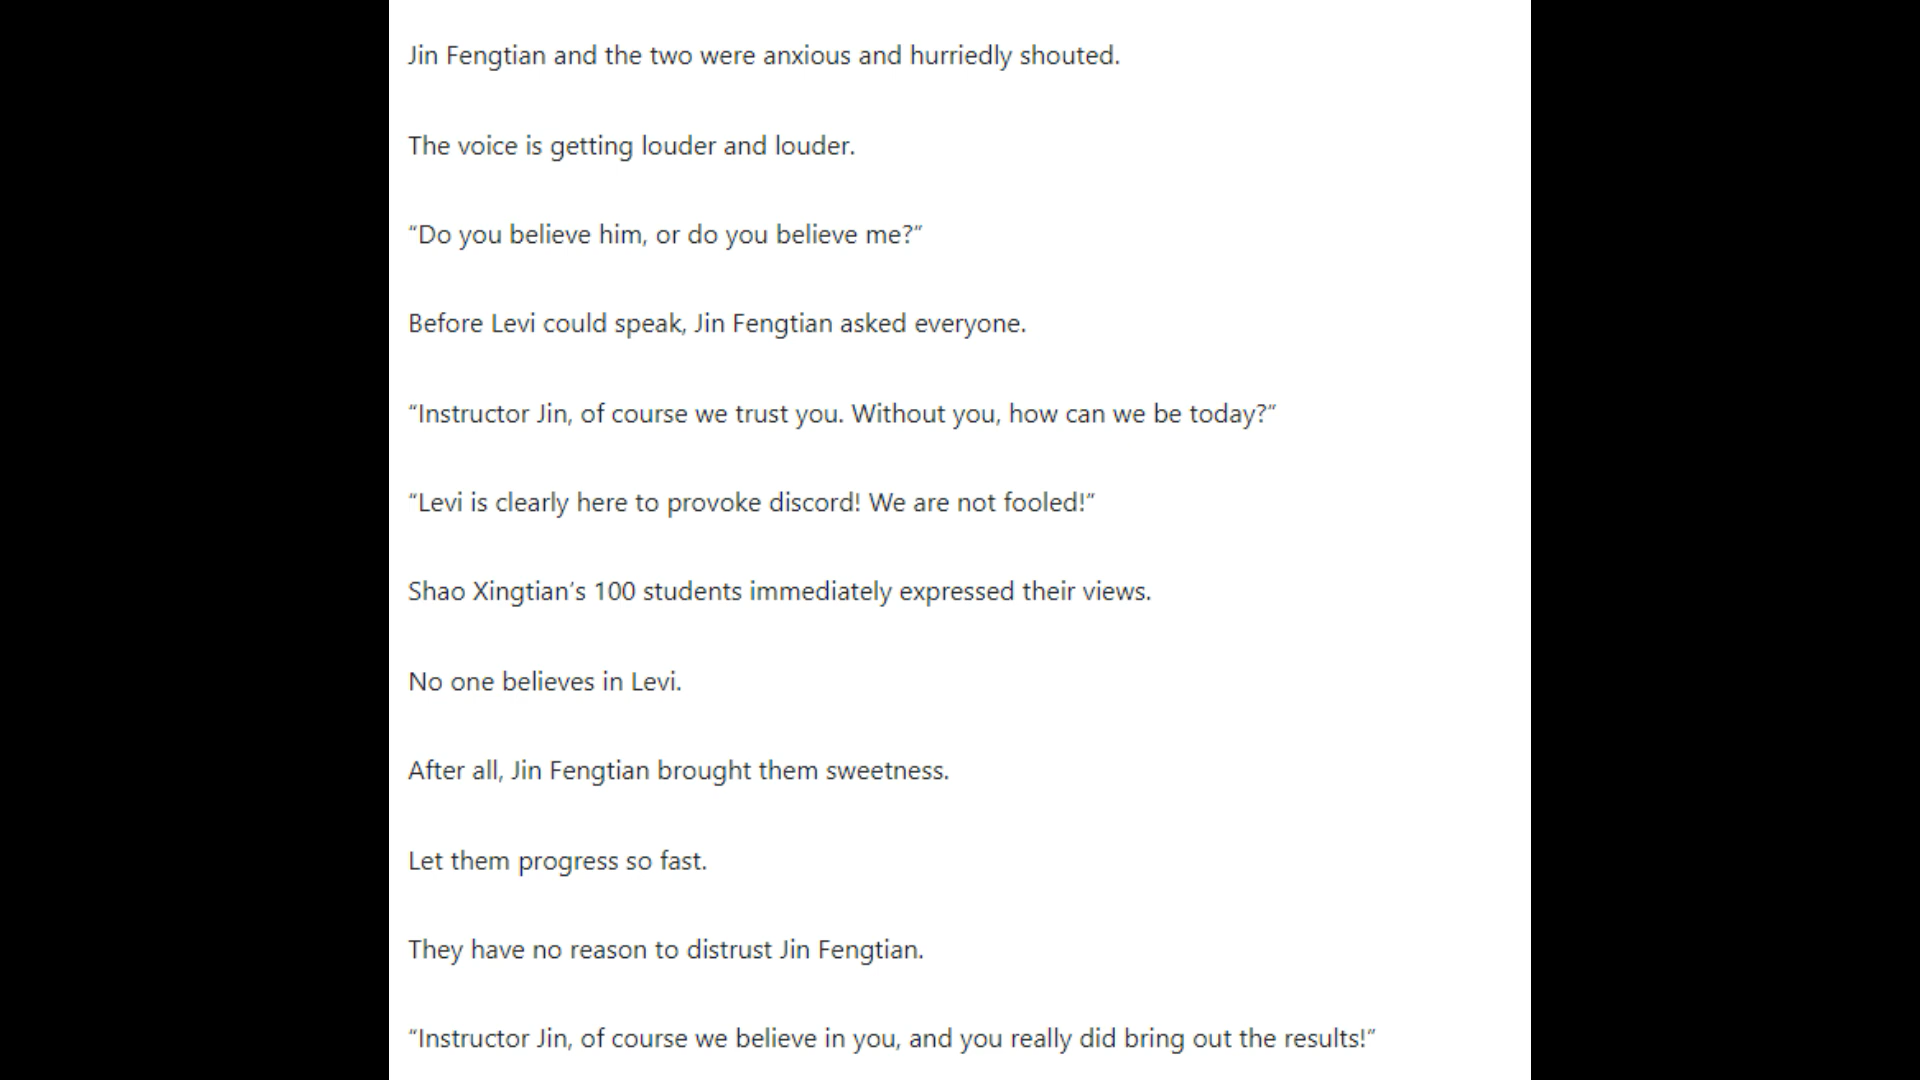 Jin Fengtian and the two were anxious and hurriedly shouted.
The voice is getting louder and louder.
“Do you believe him, or do you believe me?”
Before Levi could speak, Jin Fengtian asked everyone.
“Instructor Jin, of course we trust you. Without you, how can we be today?”
“Levi is clearly here to provoke discord! We are not fooled!”
Shao Xingtian’s 100 students immediately expressed their views.
No one believes in Levi.
After all, Jin Fengtian brought them sweetness.
Let them progress so fast.
They have no reason to distrust Jin Fengtian.
“Instructor Jin, of course we believe in you, and you really did bring out the results!”